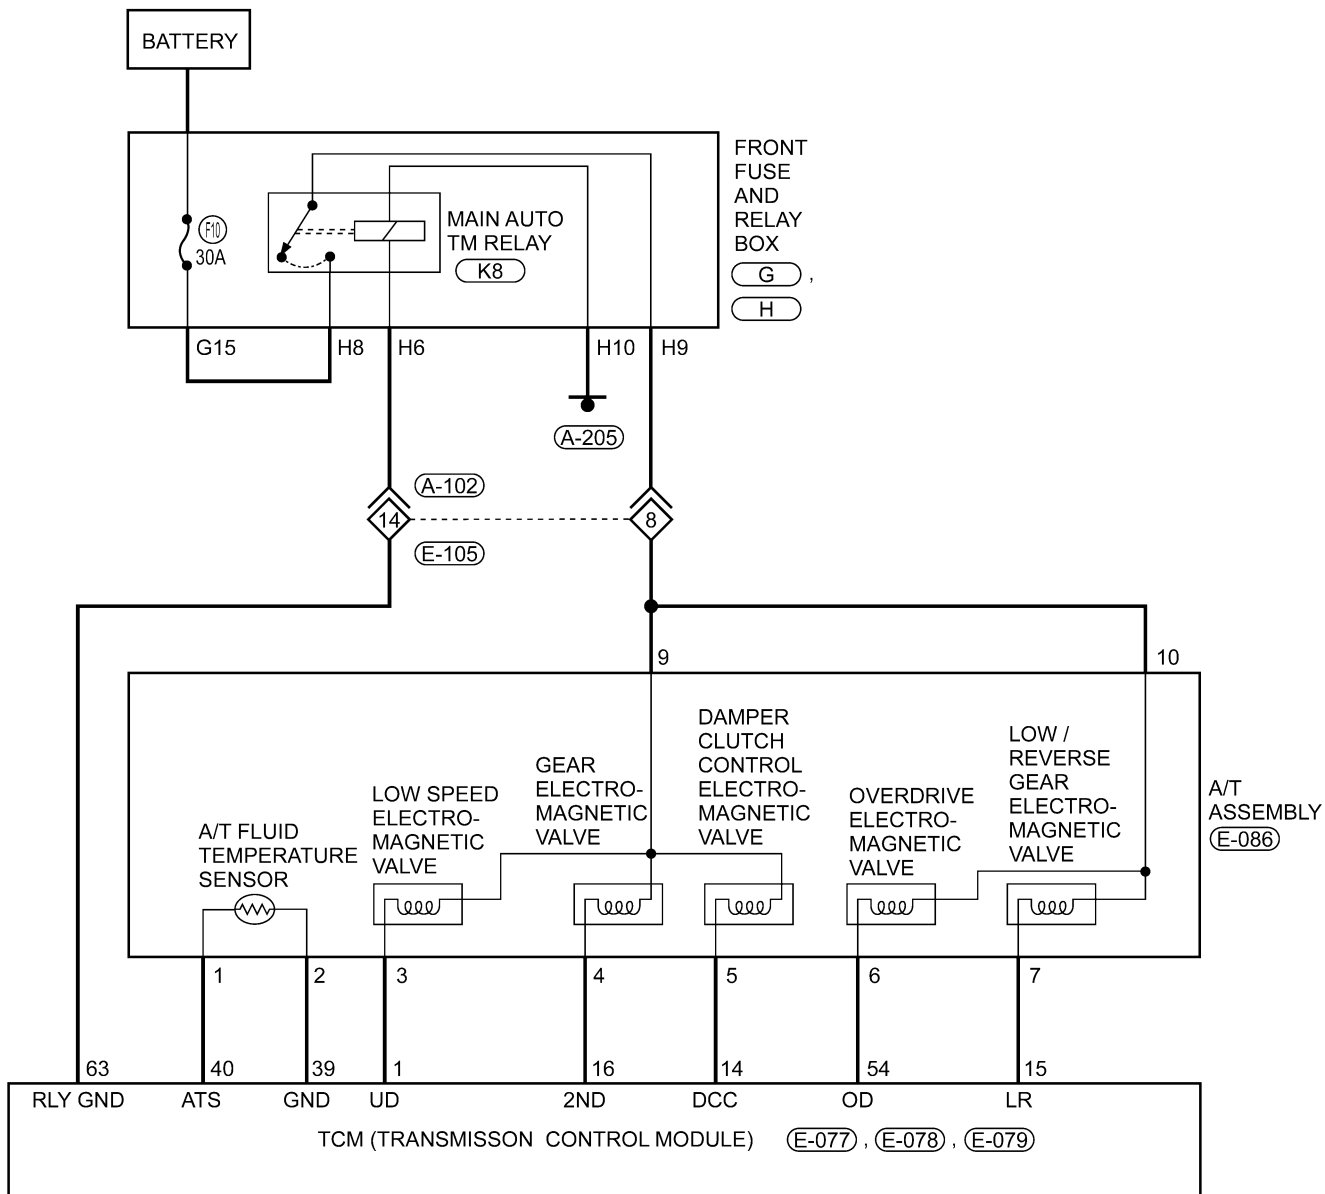 BATTERY
FRONT
FUSE
AND
RELAY
BOX
G ,
H
F10
30A
MAIN AUTO
TM RELAY
K8
G15
H8
H6
H10
H9
A-205
A-102
14
8
E-105
9
10
A/T FLUID
TEMPERATURE
SENSOR
LOW SPEED
ELECTRO-
MAGNETIC
VALVE
GEAR
ELECTRO-
MAGNETIC
VALVE
DAMPER
CLUTCH
CONTROL
ELECTRO-
MAGNETIC
VALVE
OVERDRIVE
ELECTRO-
MAGNETIC
VALVE
LOW /
REVERSE
GEAR
ELECTRO-
MAGNETIC
VALVE
A/T
ASSEMBLY
E-086
1
2
3
4
5
6
7
63
40
39
1
16
14
54
15
RLY GND
ATS
GND
UD
2ND
DCC
OD
LR
TCM (TRANSMISSON CONTROL MODULE) E-077 , E-078 , E-079